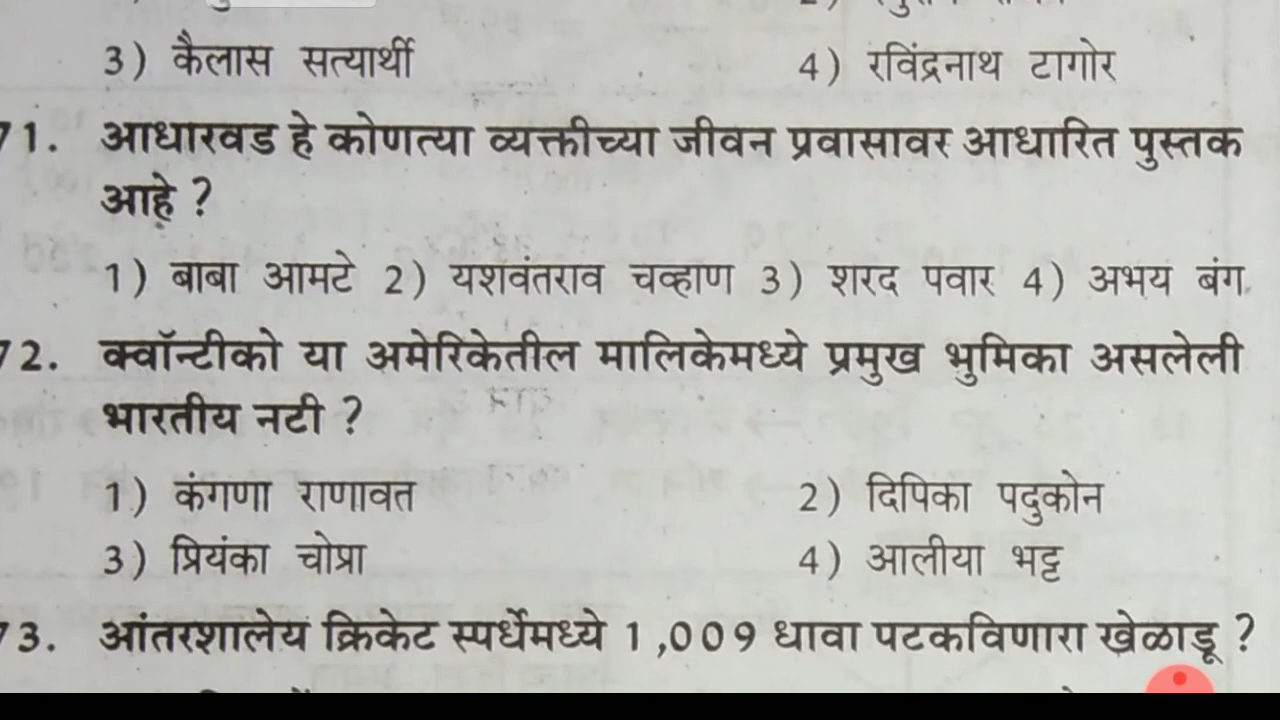 3) कैलास सत्यार्थी 4) रविंद्रनाथ टागोर
71. आधारवड हे कोणत्या व्यक्तीच्या जीवन प्रवासावर आधारित पुस्तक
आहे ?
1) बाबा आमटे 2) यशवंतराव चव्हाण 3) शरद पवार 4) अभय बंग
72. क्वॉन्टीको या अमेरिकेतील मालिकेमध्ये प्रमुख भुमिका असलेली
भारतीय नटी ?
1) कंगणा राणावत 2) दिपिका पदुकोन
3) प्रियंका चोप्रा 4) आलीया भट्ट
73. आंतरशालेय क्रिकेट स्पर्धेमध्ये 1,009 धावा पटकविणारा खेळाडू ?